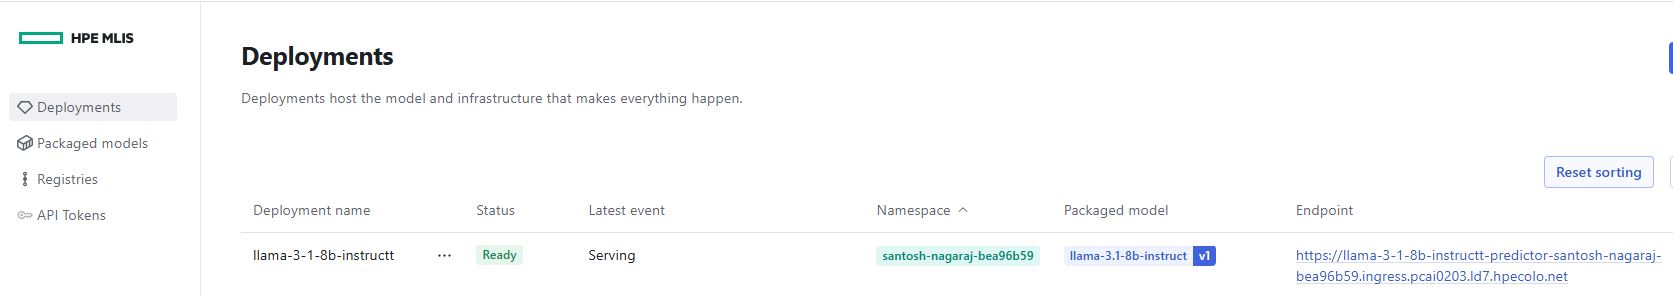 HPE MLIS
Deployments
Packaged models
Registries
API Tokens
Deployments
Deployments host the model and infrastructure that makes everything happen.
Reset sorting
Deployment name Status Latest event Namespace Packaged model Endpoint
llama-3-1-8b-instructt ... Ready Serving santosh-nagaraj-bea96b59 llama-3.1-8b-instruct v1 https://llama-3-1-8b-instructt-predictor-santosh-nagaraj-
bea96b59.ingress.pcai0203.ld7.hpecolo.net